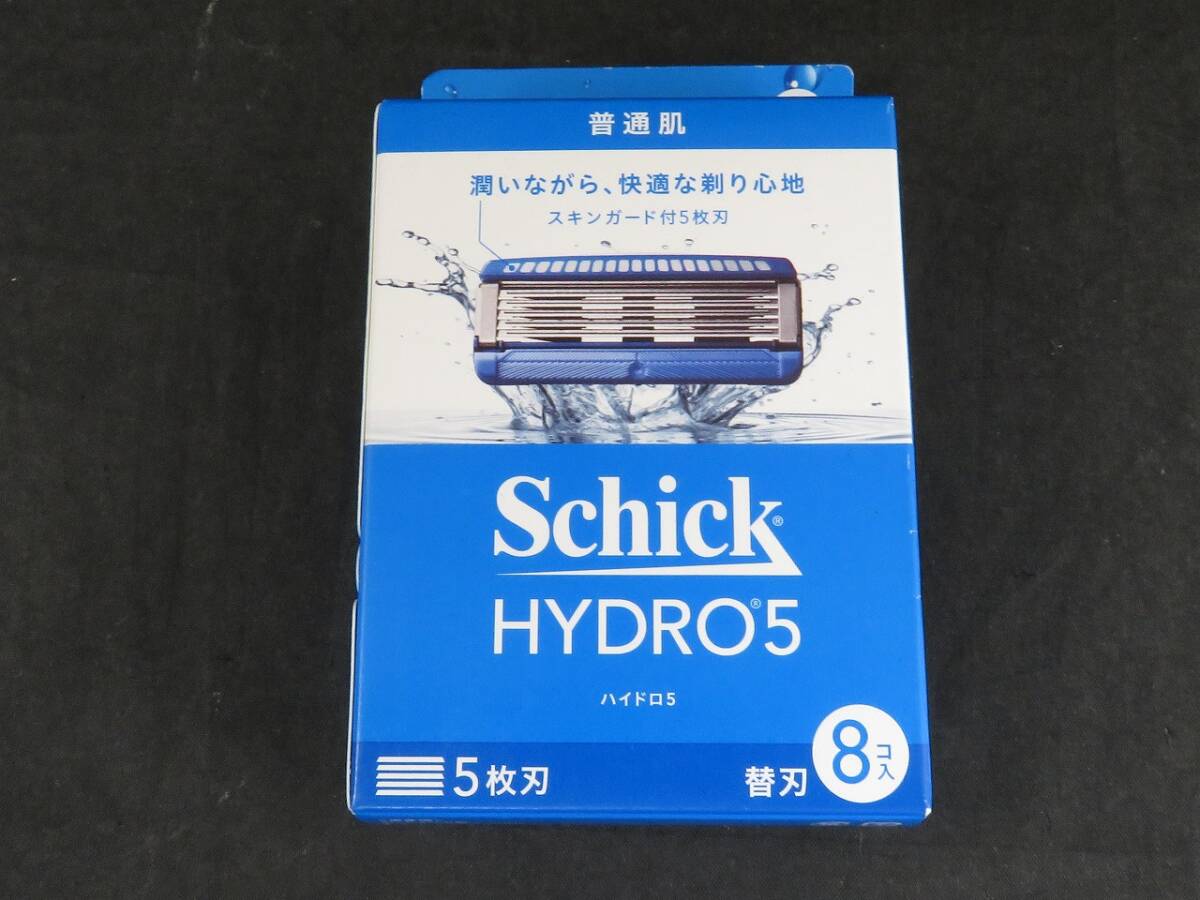 普通肌
潤いながら、快適な剃り心地
スキンガード付5枚刃
Schick®
HYDRO®5
ハイドロ5
5枚刃
替刃
8コ入